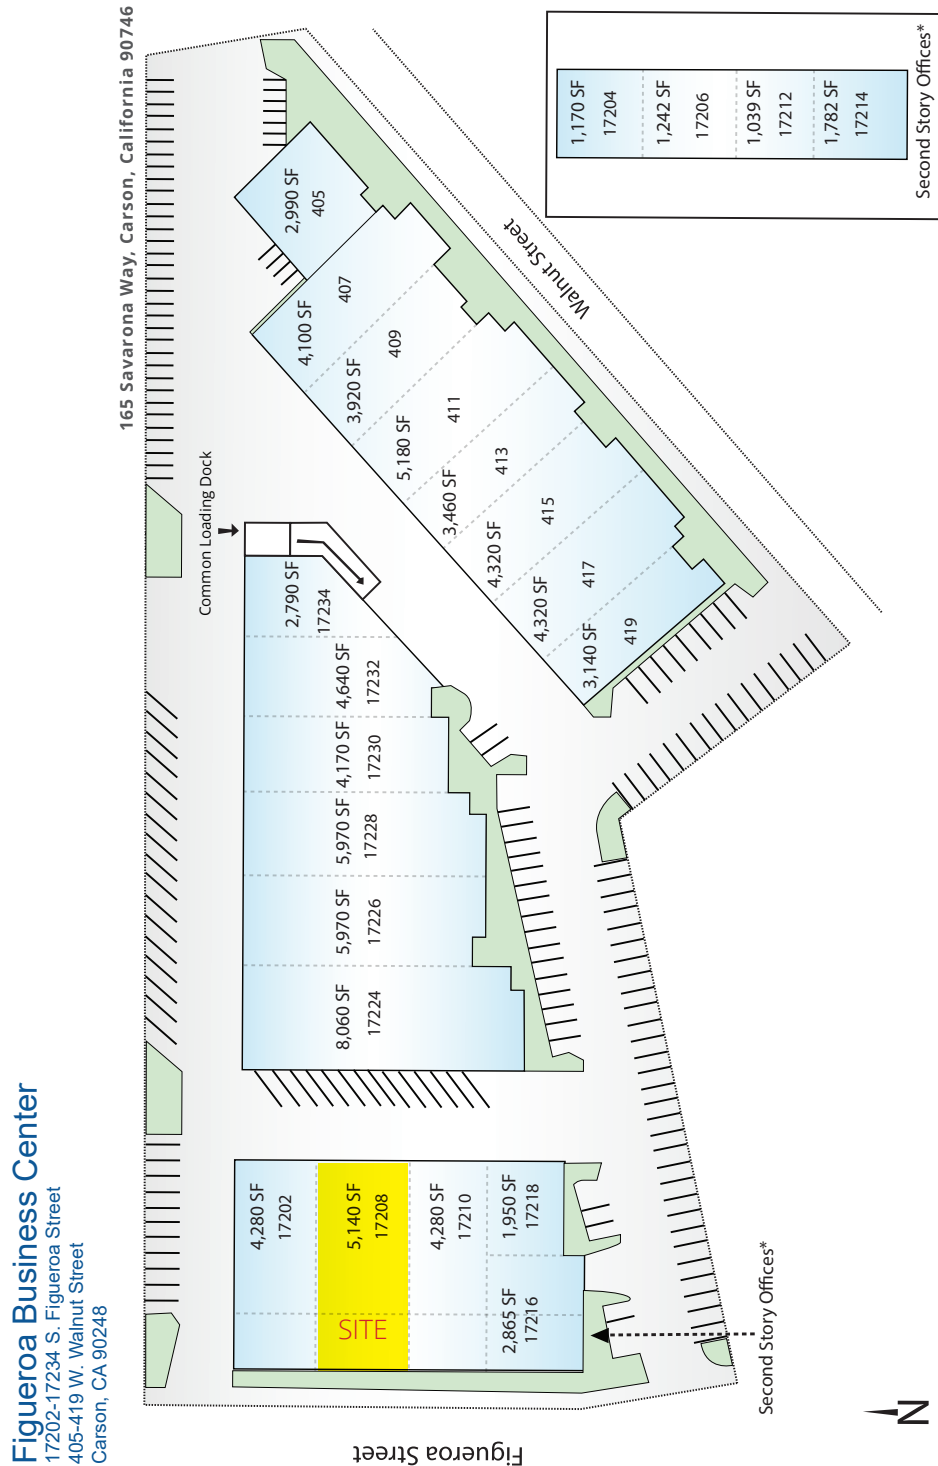 Figueroa Business Center
17202-17234 S. Figueroa Street
405-419 W. Walnut Street
Carson, CA 90248
165 Savarona Way, Carson, California 90746
Common Loading Dock
Figueroa Street
Walnut Street
4,280 SF
17202
SITE
5,140 SF
17208
4,280 SF
17210
2,865 SF
17216
1,950 SF
17218
8,060 SF
17224
5,970 SF
17226
5,970 SF
17228
4,170 SF
17230
4,640 SF
17232
2,790 SF
17234
2,990 SF
405
4,100 SF
407
3,920 SF
409
5,180 SF
411
3,460 SF
413
4,320 SF
415
4,320 SF
417
3,140 SF
419
Second Story Offices*
1,170 SF
17204
1,242 SF
17206
1,039 SF
17212
1,782 SF
17214
Second Story Offices*
N